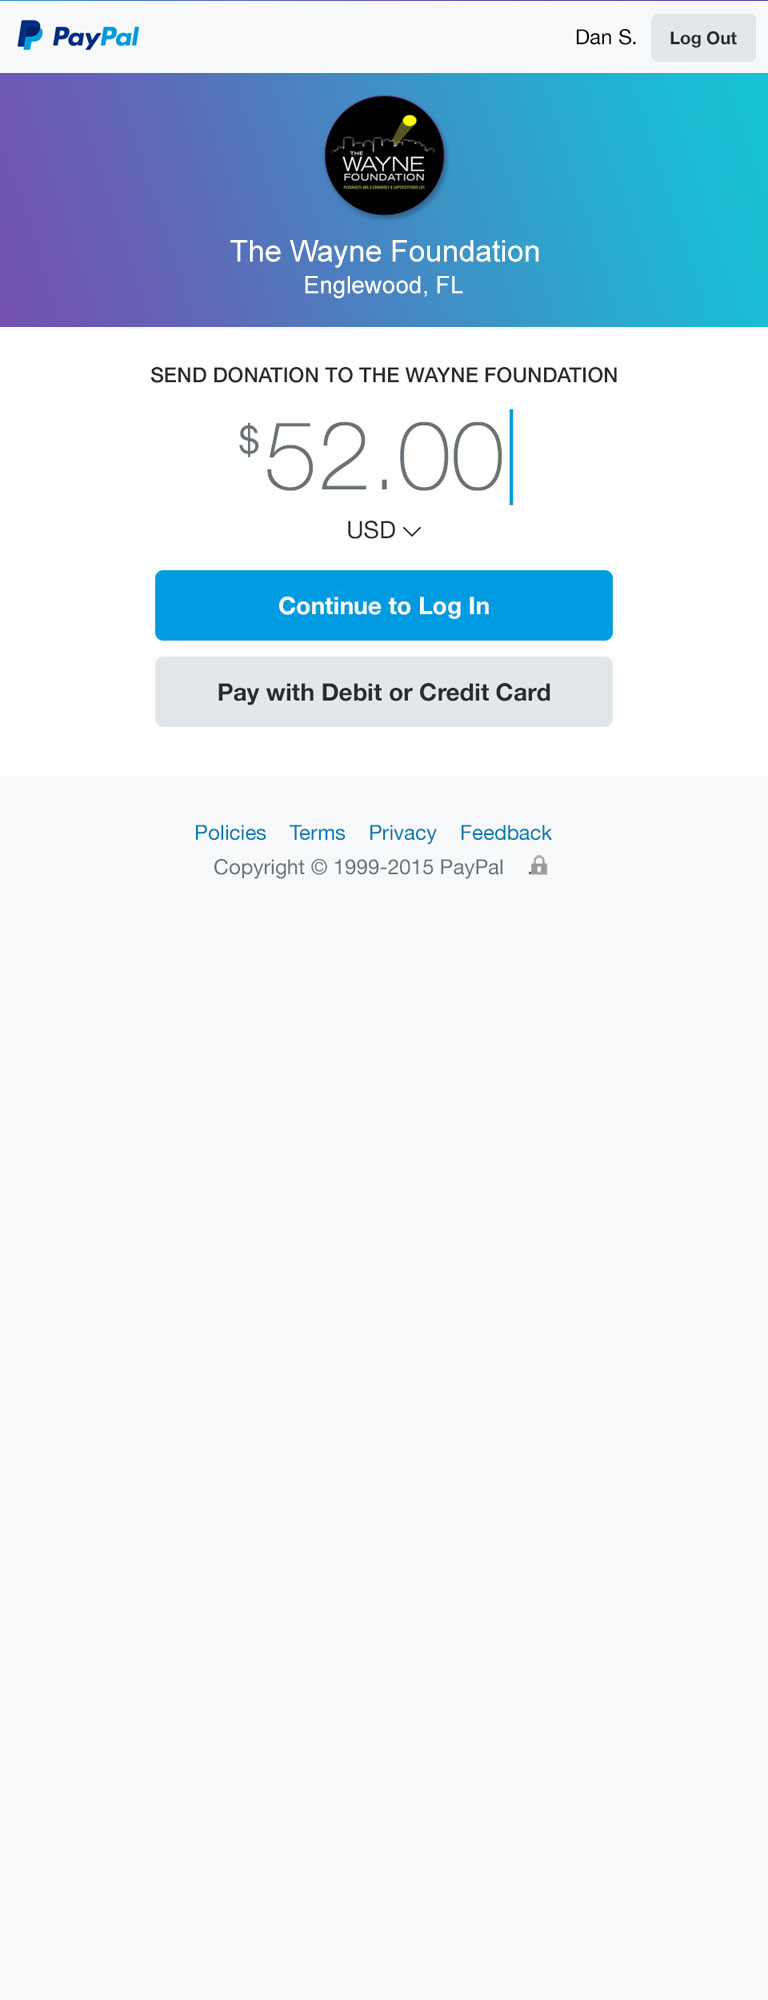 PayPal
Dan S.
Log Out
THE
WAYNE
FOUNDATION
The Wayne Foundation
Englewood, FL
SEND DONATION TO THE WAYNE FOUNDATION
$52.00
USD
Continue to Log In
Pay with Debit or Credit Card
Policies Terms Privacy Feedback
Copyright © 1999-2015 PayPal